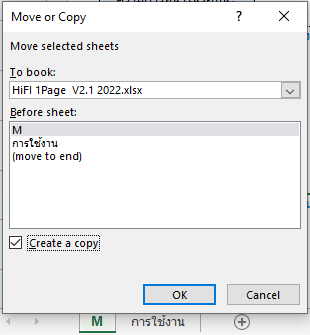 Move or Copy
Move selected sheets
To book:
HiFI 1Page V2.1 2022.xlsx
Before sheet:
M
การใช้งาน
(move to end)
Create a copy
OK Cancel
M การใช้งาน